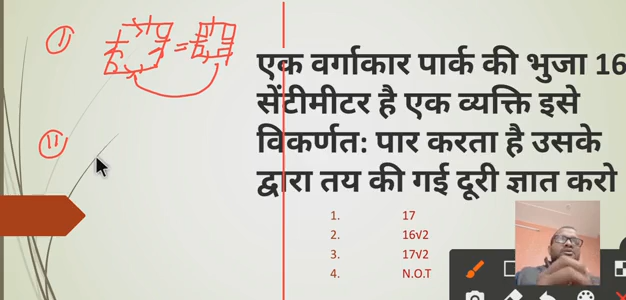 एक वर्गाकार पार्क की भुजा 16
सेंटीमीटर है एक व्यक्ति इसे
विकर्णत: पार करता है उसके
द्वारा तय की गई दूरी ज्ञात करो
1. 17
2. 16√2
3. 17√2
4. N.O.T